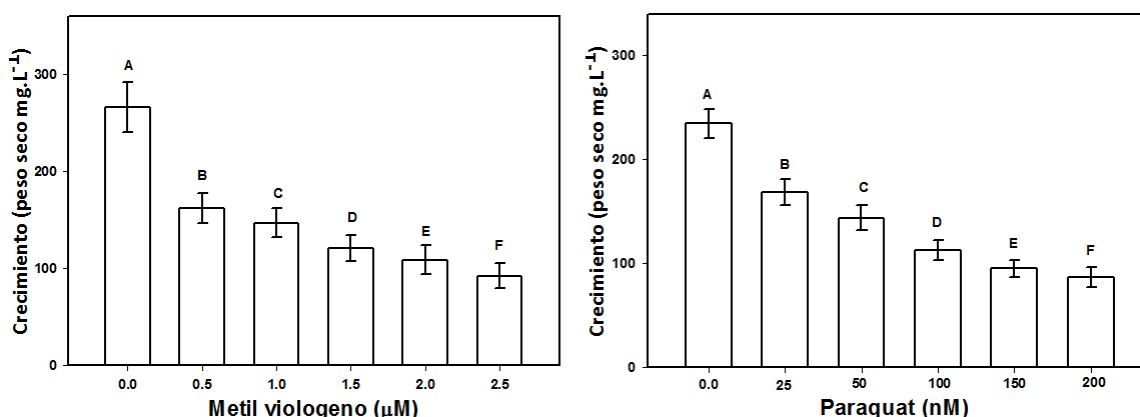 Crecimiento (peso seco mg.L-1)
300
200
100
0
A
B
C
D
E
F
0.0 0.5 1.0 1.5 2.0 2.5
Metil viologeno (µM)
Crecimiento (peso seco mg.L-1)
300
200
100
0
A
B
C
D
E
F
0.0 25 50 100 150 200
Paraquat (nM)